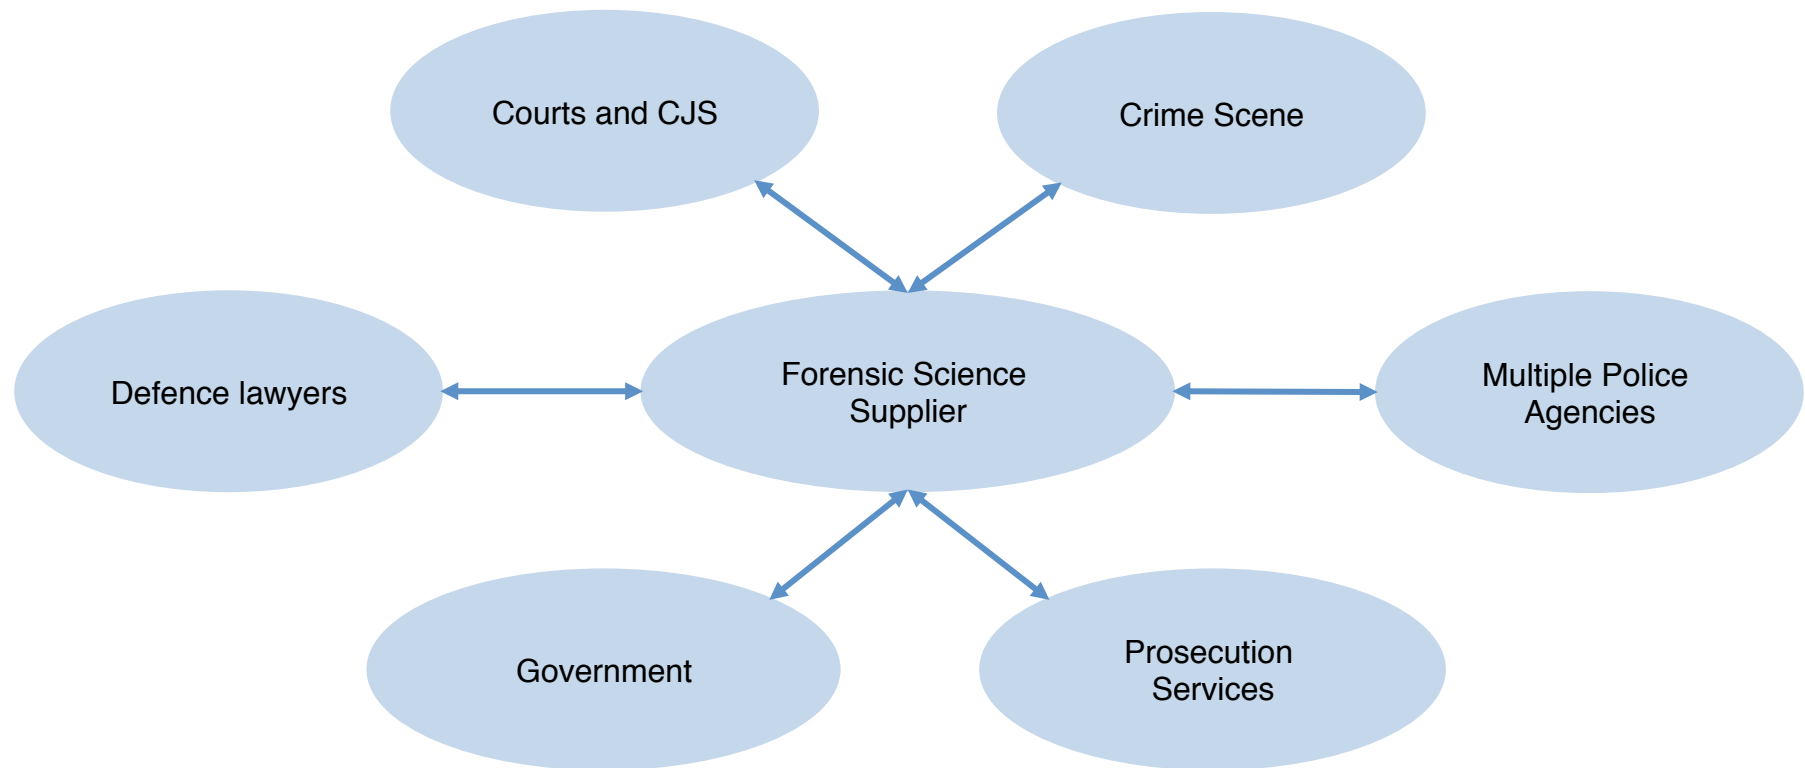 Courts and CJS
Crime Scene
Defence lawyers
Forensic Science
Supplier
Multiple Police
Agencies
Government
Prosecution
Services